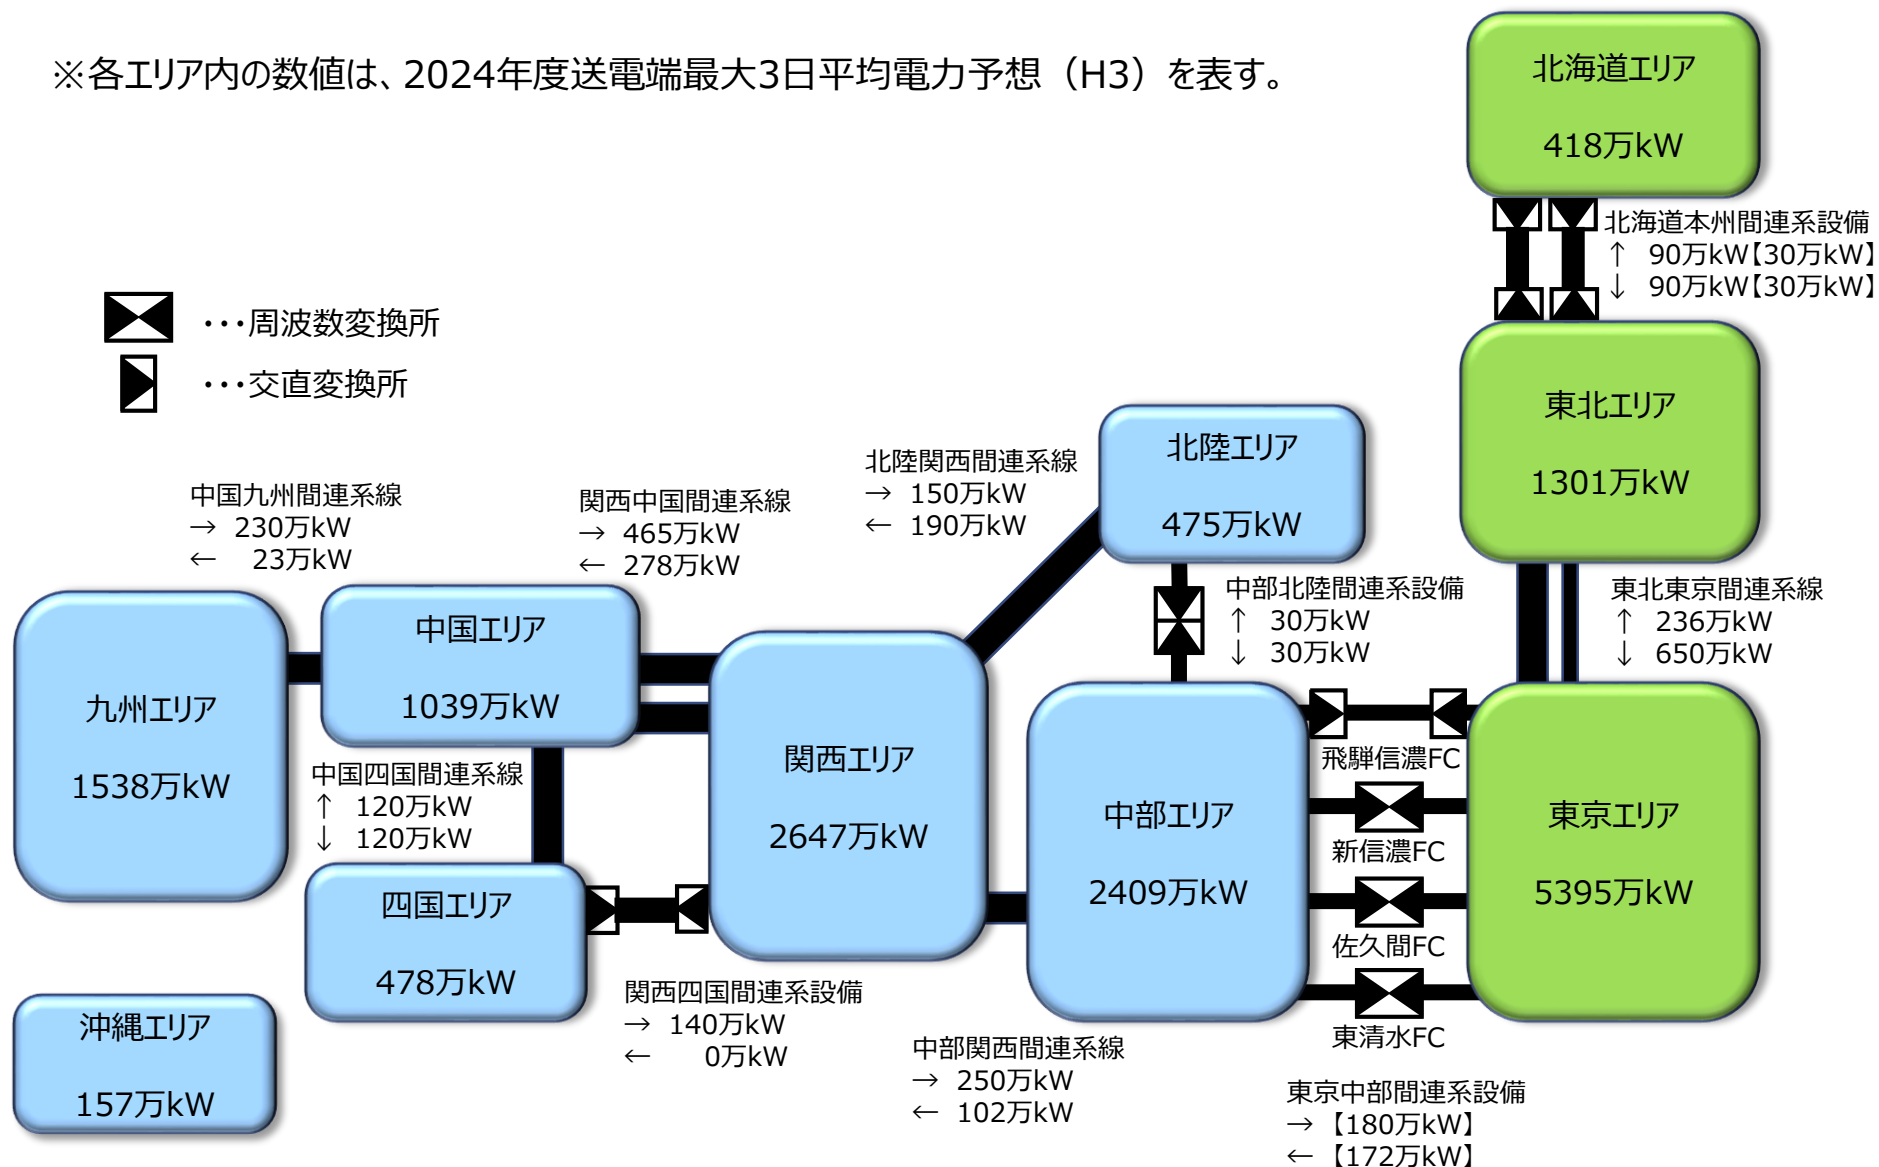 ※各エリア内の数値は、2024年度送電端最大3日平均電力予想（H3）を表す。
北海道エリア
418万kW
北海道本州間連系設備
↑ 90万kW【30万kW】
↓ 90万kW【30万kW】
・・・周波数変換所
・・・交直変換所
東北エリア
1301万kW
北陸エリア
475万kW
北陸関西間連系線
→ 150万kW
← 190万kW
中国九州間連系線
→ 230万kW
← 23万kW
関西中国間連系線
→ 465万kW
← 278万kW
中部北陸間連系設備
↑ 30万kW
↓ 30万kW
東北東京間連系線
↑ 236万kW
↓ 650万kW
九州エリア
1538万kW
中国エリア
1039万kW
中国四国間連系線
↑ 120万kW
↓ 120万kW
関西エリア
2647万kW
中部エリア
2409万kW
飛騨信濃FC
新信濃FC
佐久間FC
東清水FC
東京エリア
5395万kW
四国エリア
478万kW
関西四国間連系設備
→ 140万kW
← 0万kW
沖縄エリア
157万kW
中部関西間連系線
→ 250万kW
← 102万kW
東京中部間連系設備
→【180万kW】
←【172万kW】